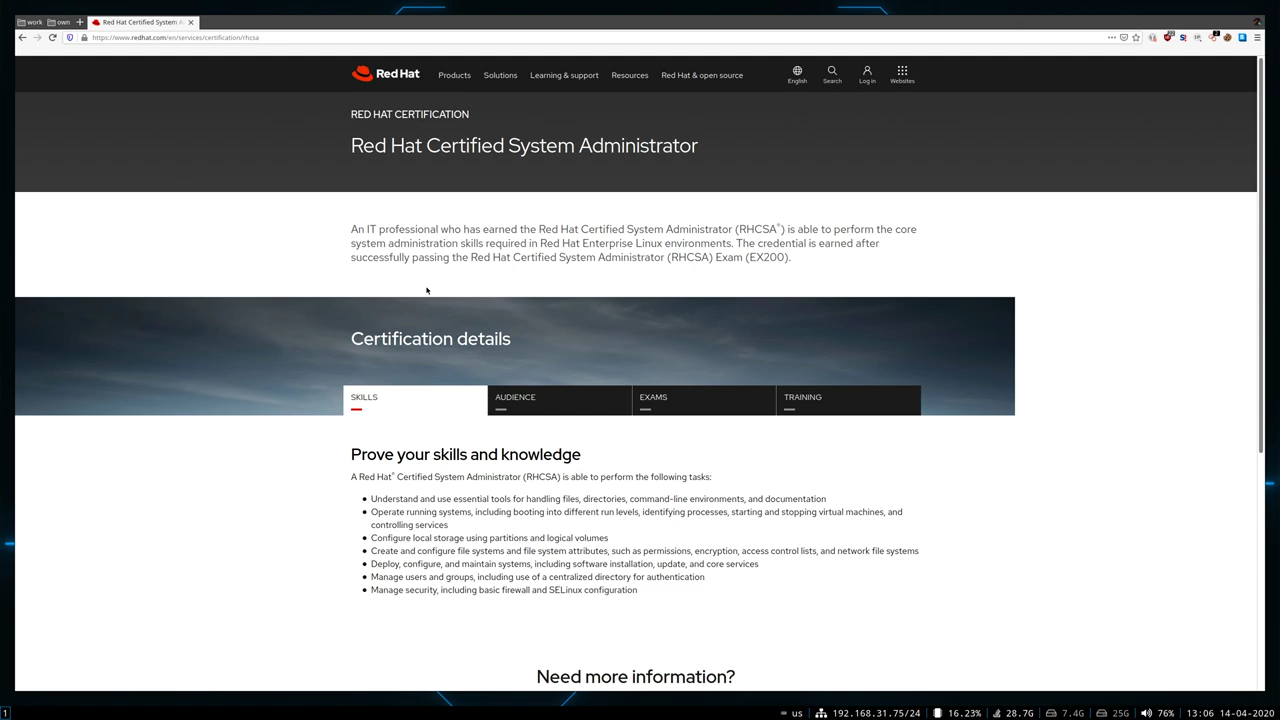 work own Red Hat Certified System A
https://www.redhat.com/en/services/certification/rhcsa
Red Hat Products Solutions Learning & support Resources Red Hat & open source English Search Log in Websites
RED HAT CERTIFICATION
Red Hat Certified System Administrator
An IT professional who has earned the Red Hat Certified System Administrator (RHCSA®) is able to perform the core
system administration skills required in Red Hat Enterprise Linux environments. The credential is earned after
successfully passing the Red Hat Certified System Administrator (RHCSA) Exam (EX200).
Certification details
SKILLS AUDIENCE EXAMS TRAINING
Prove your skills and knowledge
A Red Hat® Certified System Administrator (RHCSA) is able to perform the following tasks:
Understand and use essential tools for handling files, directories, command-line environments, and documentation
Operate running systems, including booting into different run levels, identifying processes, starting and stopping virtual machines, and
controlling services
Configure local storage using partitions and logical volumes
Create and configure file systems and file system attributes, such as permissions, encryption, access control lists, and network file systems
Deploy, configure, and maintain systems, including software installation, update, and core services
Manage users and groups, including use of a centralized directory for authentication
Manage security, including basic firewall and SELinux configuration
Need more information?
1 us 192.168.31.75/24 16.23% 28.7G 7.4G 25G 76% 13:06 14-04-2020